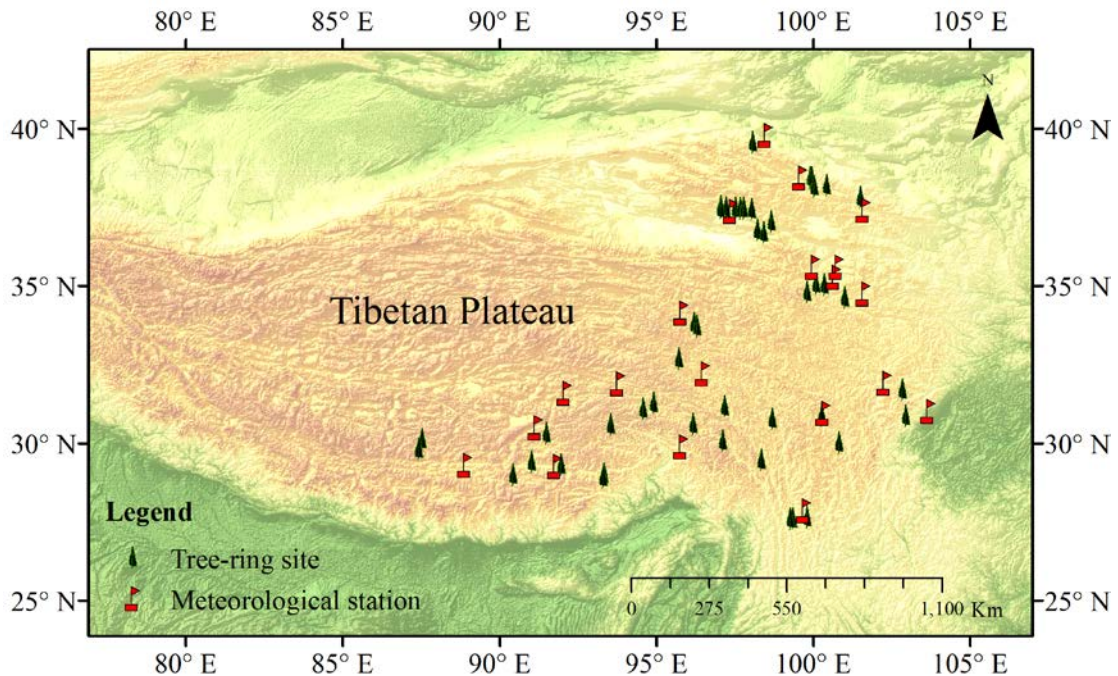 80° E 85° E 90° E 95° E 100° E 105° E
N
40° N 40° N
35° N 35° N
Tibetan Plateau
30° N 30° N
Legend
Tree-ring site
Meteorological station
25° N 25° N
0 275 550 1,100 Km
80° E 85° E 90° E 95° E 100° E 105° E